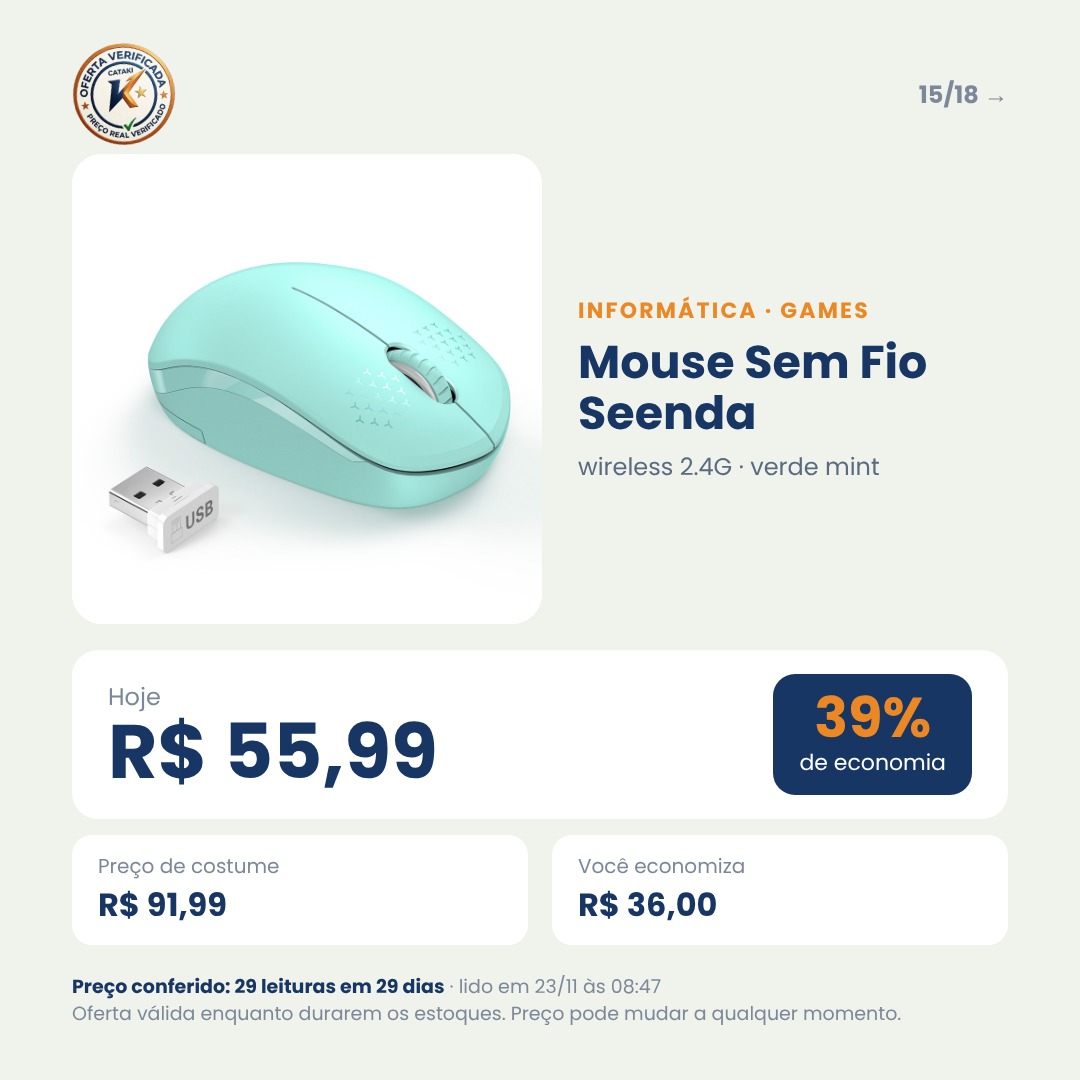 OFERTA VERIFICADA
CATAKI
K
PREÇO REAL VERIFICADO
15/18 →
USB
INFORMÁTICA · GAMES
Mouse Sem Fio
Seenda
wireless 2.4G · verde mint
Hoje
R$ 55,99
39%
de economia
Preço de costume
R$ 91,99
Você economiza
R$ 36,00
Preço conferido: 29 leituras em 29 dias · lido em 23/11 às 08:47
Oferta válida enquanto durarem os estoques. Preço pode mudar a qualquer momento.